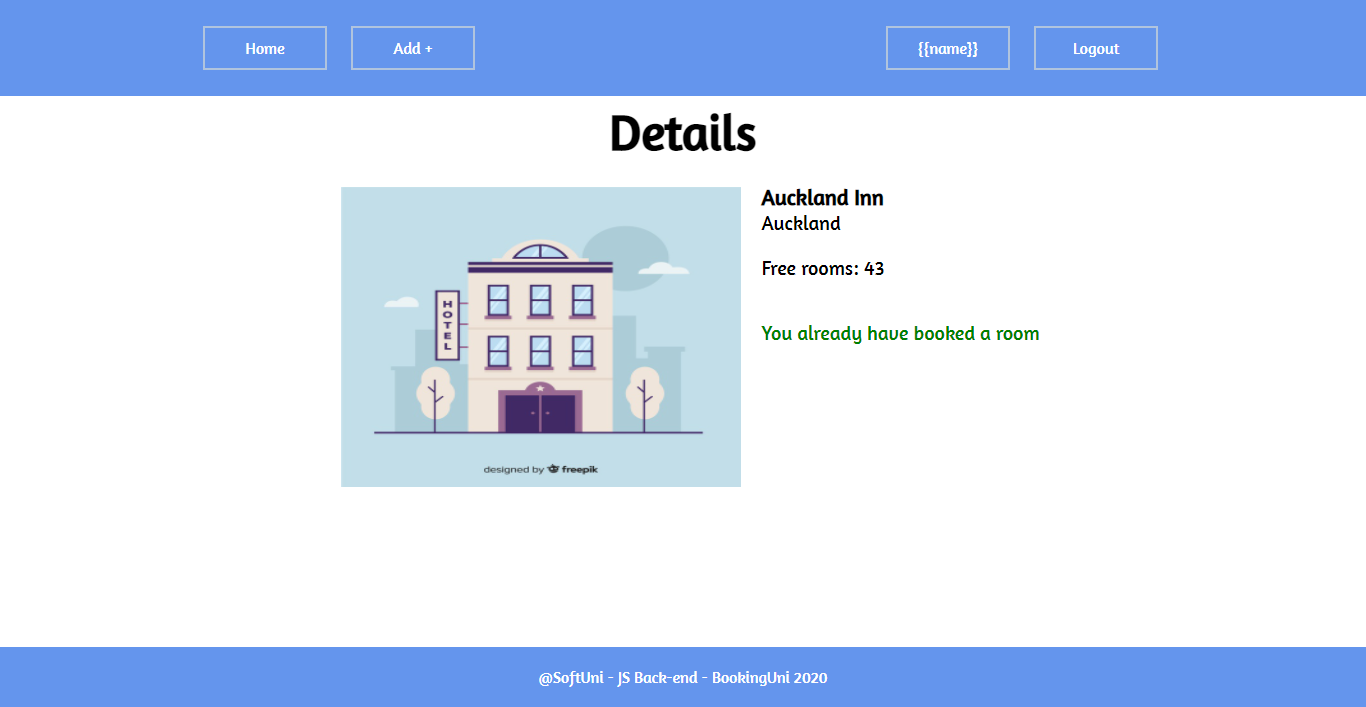 Home
Add +
{{name}}
Logout
Details
Auckland Inn
Auckland
Free rooms: 43
You already have booked a room
HOTEL
designed by freepik
@SoftUni - JS Back-end - BookingUni 2020